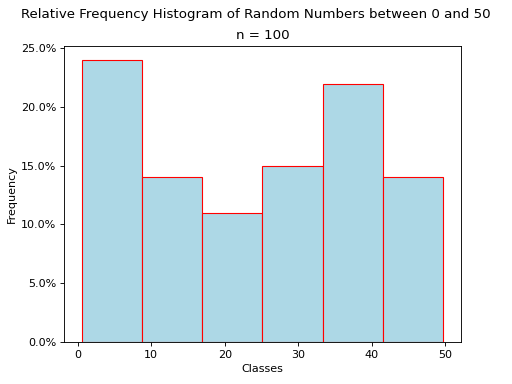 Relative Frequency Histogram of Random Numbers between 0 and 50
n = 100
25.0%
20.0%
15.0%
10.0%
5.0%
0.0%
Frequency
0 10 20 30 40 50
Classes